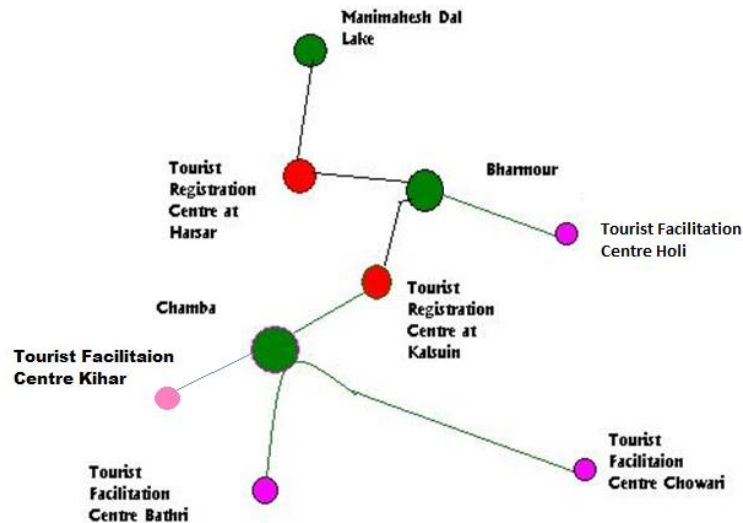 Manimahesh Dal
Lake
Tourist
Registration
Centre at
Harsar
Bharmour
Tourist Facilitation
Centre Holi
Chamba
Tourist
Registration
Centre at
Kalsuin
Tourist Facilitaion
Centre Kihar
Tourist
Facilitation
Centre Bathri
Tourist
Facilitaion
Centre Chowari